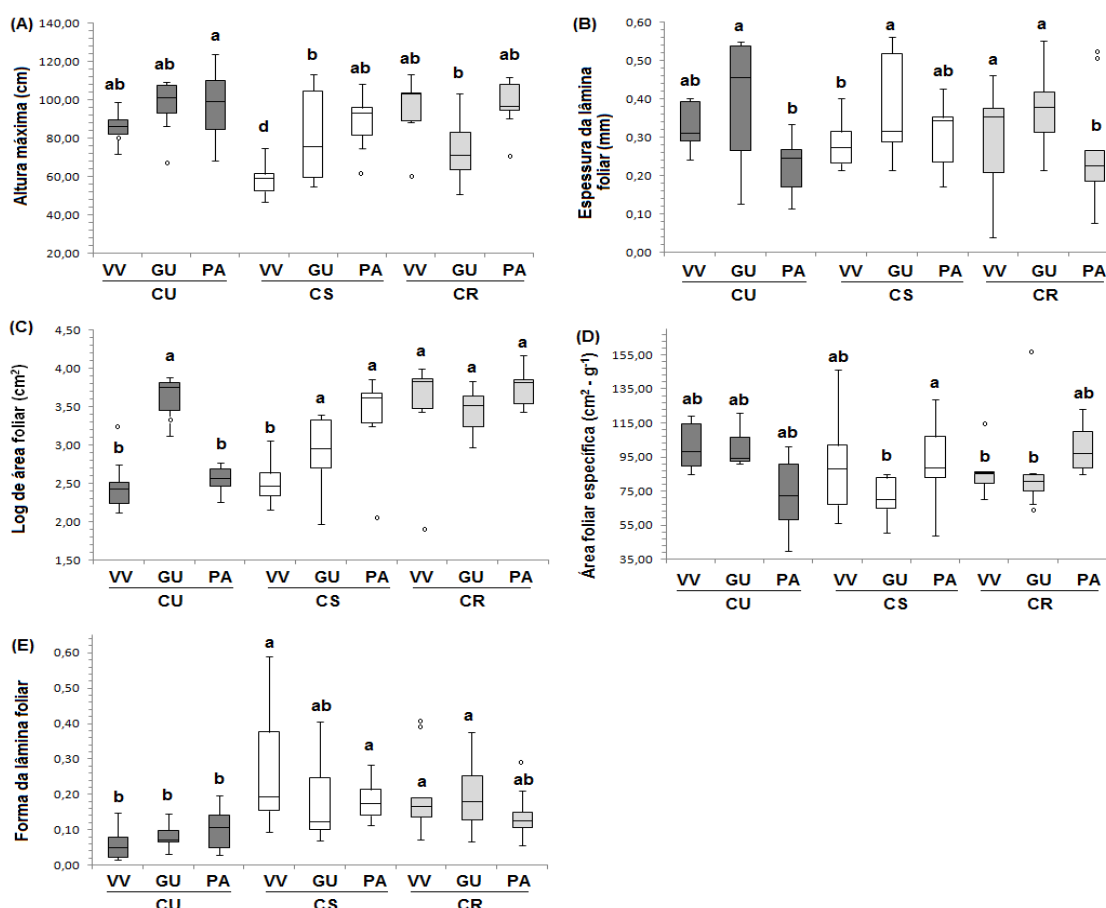 (A)
Altura máxima (cm)
140,00
120,00
100,00
80,00
60,00
40,00
20,00
ab ab a d b ab ab b ab
VV GU PA VV GU PA VV GU PA
CU CS CR
(B)
Espessura da lâmina
foliar (mm)
0,60
0,50
0,40
0,30
0,20
0,10
0,00
ab a b b a ab a a b
VV GU PA VV GU PA VV GU PA
CU CS CR
(C)
Log de área foliar (cm²)
4,50
4,00
3,50
3,00
2,50
2,00
1,50
b a b b a a a a a
VV GU PA VV GU PA VV GU PA
CU CS CR
(D)
Área foliar específica (cm² - g⁻¹)
155,00
135,00
115,00
95,00
75,00
55,00
35,00
ab ab ab ab b a b b ab
VV GU PA VV GU PA VV GU PA
CU CS CR
(E)
Forma da lâmina foliar
0,60
0,50
0,40
0,30
0,20
0,10
0,00
b b b a ab a a a ab
VV GU PA VV GU PA VV GU PA
CU CS CR